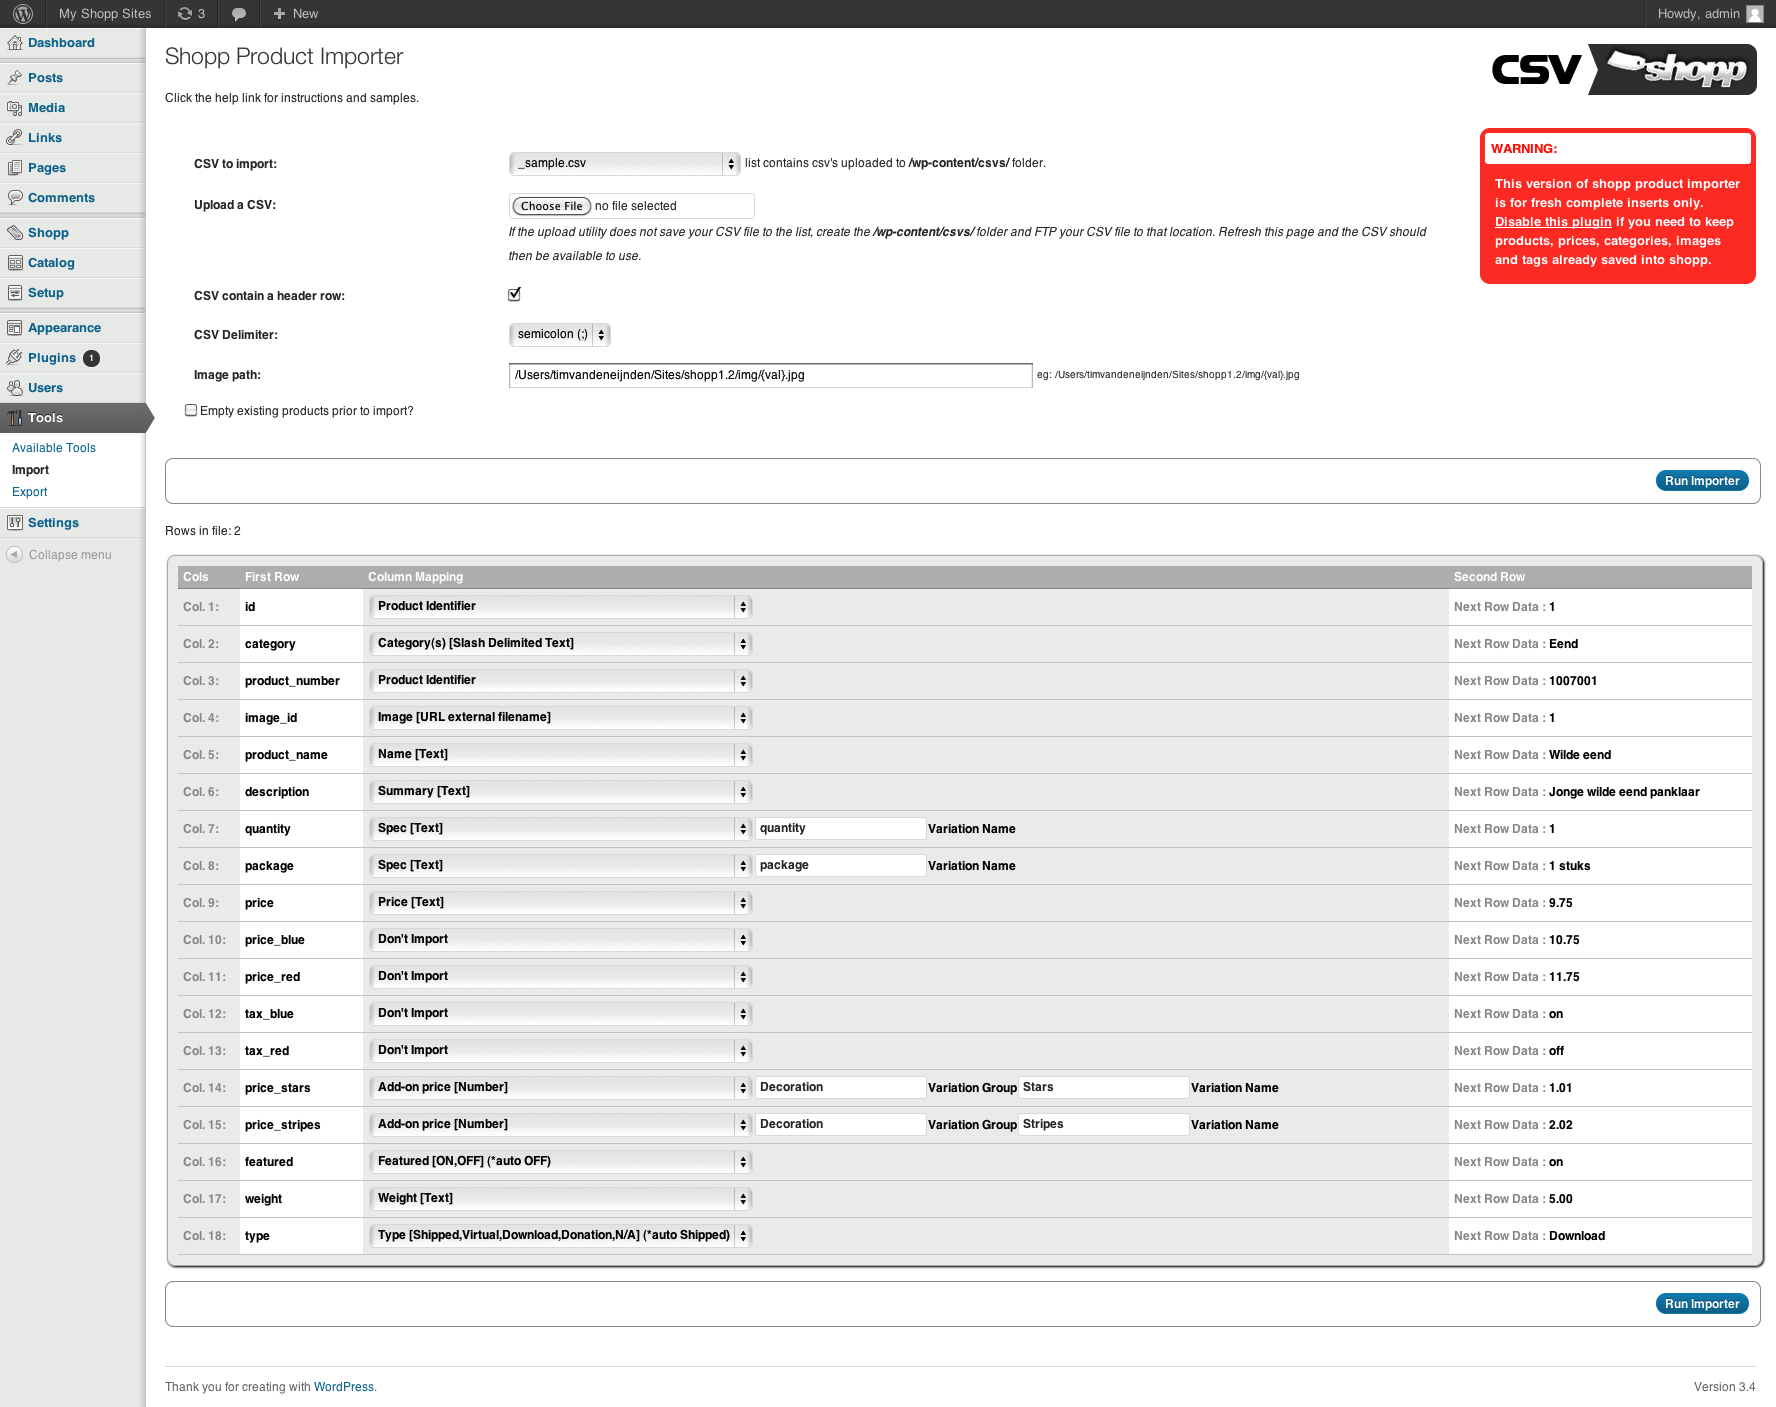 My Shopp Sites 3 New Howdy, admin
Dashboard
Posts
Media
Links
Pages
Comments
Shopp
Catalog
Setup
Appearance
Plugins 1
Users
Tools
Available Tools
Import
Export
Settings
Collapse menu
Shopp Product Importer
CSV shopp
Click the help link for instructions and samples.
WARNING:
This version of shopp product importer
is for fresh complete inserts only.
Disable this plugin if you need to keep
products, prices, categories, images
and tags already saved into shopp.
CSV to import: _sample.csv list contains csv's uploaded to /wp-content/csvs/ folder.
Upload a CSV: Choose File no file selected
If the upload utility does not save your CSV file to the list, create the /wp-content/csvs/ folder and FTP your CSV file to that location. Refresh this page and the CSV should
then be available to use.
CSV contain a header row:
CSV Delimiter: semicolon (;)
Image path: /Users/timvandeneijnden/Sites/shopp1.2/img/{val}.jpg eg: /Users/timvandeneijnden/Sites/shopp1.2/img/{val}.jpg
Empty existing products prior to import?
Run Importer
Rows in file: 2
Cols First Row Column Mapping Second Row
Col. 1: id Product Identifier Next Row Data : 1
Col. 2: category Category(s) [Slash Delimited Text] Next Row Data : Eend
Col. 3: product_number Product Identifier Next Row Data : 1007001
Col. 4: image_id Image [URL external filename] Next Row Data : 1
Col. 5: product_name Name [Text] Next Row Data : Wilde eend
Col. 6: description Summary [Text] Next Row Data : Jonge wilde eend panklaar
Col. 7: quantity Spec [Text] quantity Variation Name Next Row Data : 1
Col. 8: package Spec [Text] package Variation Name Next Row Data : 1 stuks
Col. 9: price Price [Text] Next Row Data : 9.75
Col. 10: price_blue Don't Import Next Row Data : 10.75
Col. 11: price_red Don't Import Next Row Data : 11.75
Col. 12: tax_blue Don't Import Next Row Data : on
Col. 13: tax_red Don't Import Next Row Data : off
Col. 14: price_stars Add-on price [Number] Decoration Variation Group Stars Variation Name Next Row Data : 1.01
Col. 15: price_stripes Add-on price [Number] Decoration Variation Group Stripes Variation Name Next Row Data : 2.02
Col. 16: featured Featured [ON,OFF] (*auto OFF) Next Row Data : on
Col. 17: weight Weight [Text] Next Row Data : 5.00
Col. 18: type Type [Shipped,Virtual,Download,Donation,N/A] (*auto Shipped) Next Row Data : Download
Run Importer
Thank you for creating with WordPress. Version 3.4